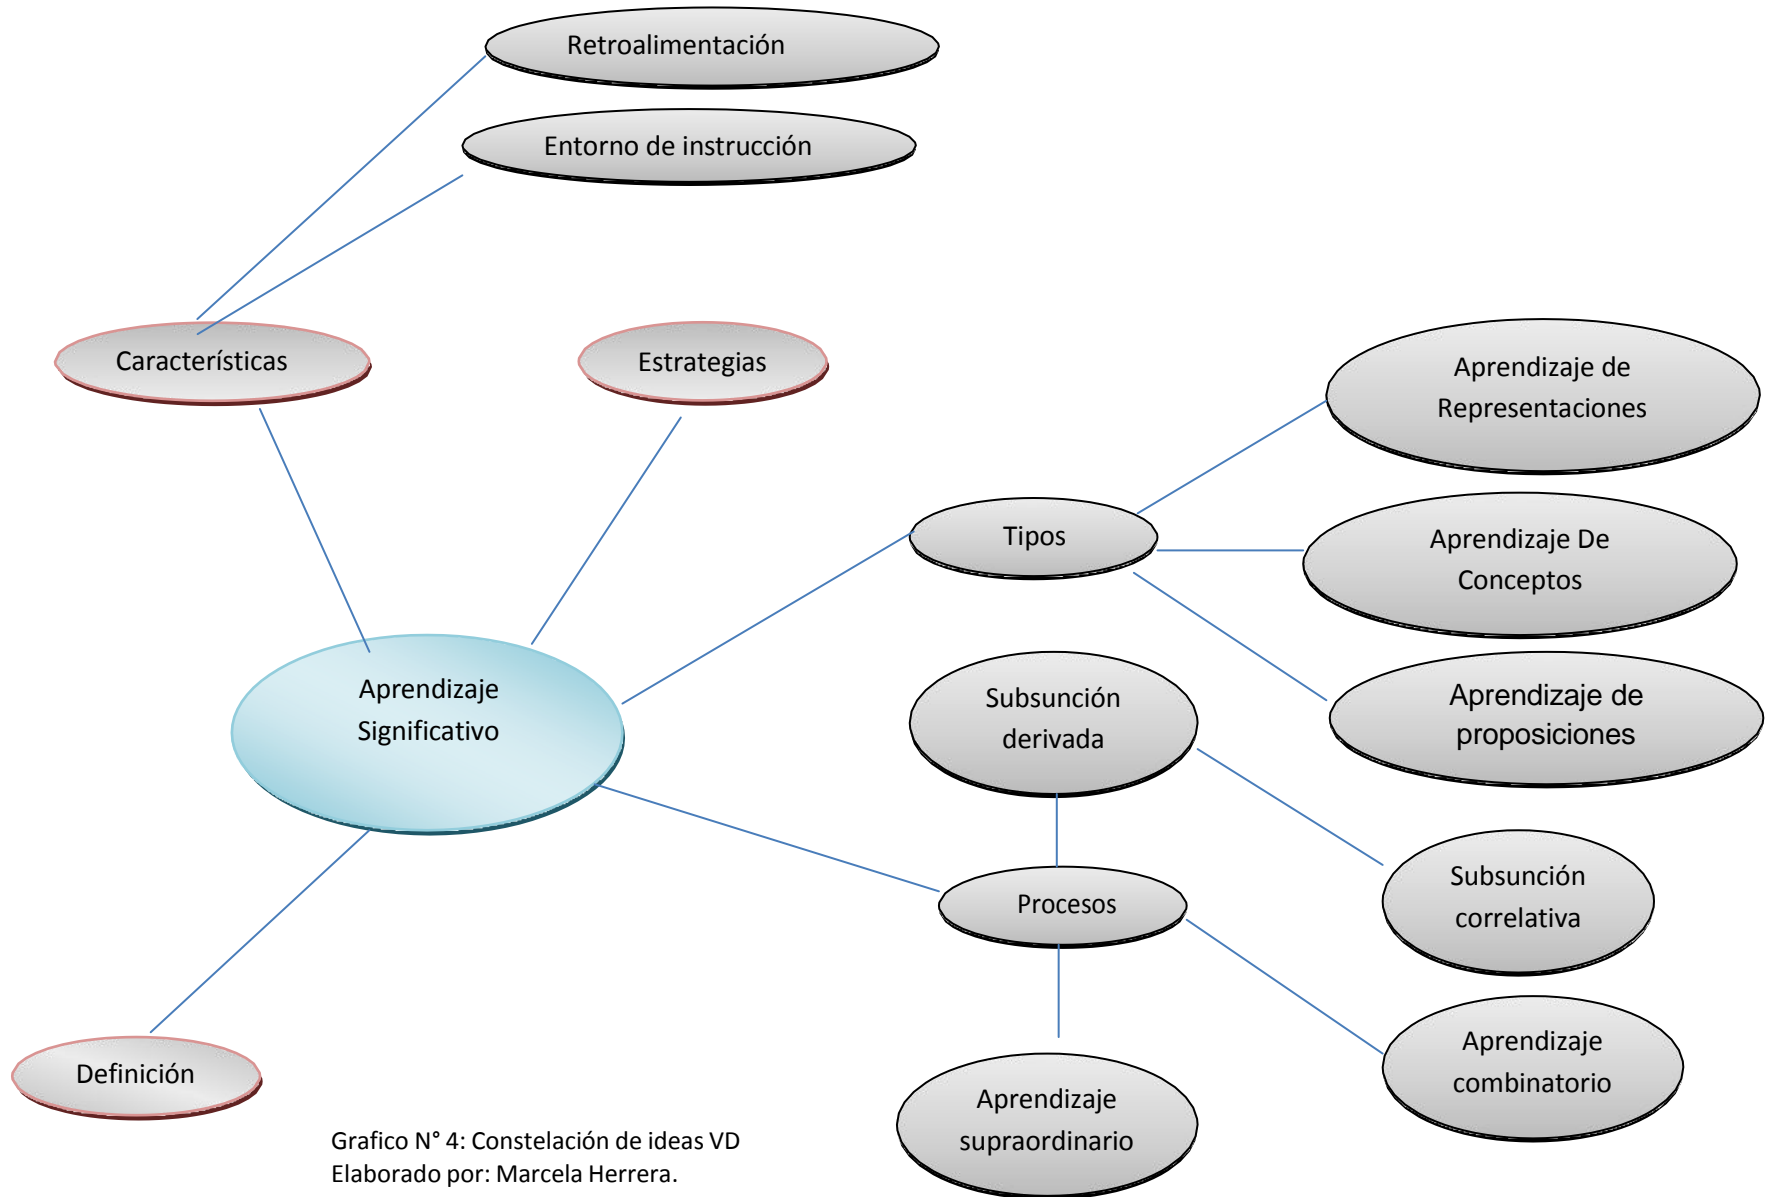 Retroalimentación
Entorno de instrucción
Característícas
Estrategias
Aprendizaje de
Representaciones
Tipos
Aprendizaje De
Conceptos
Aprendizaje
Significativo
Subsunción
derivada
Aprendizaje de
proposiciones
Procesos
Subsunción
correlativa
Definición
Aprendizaje
supraordinario
Aprendizaje
combinatorio
Grafico N° 4: Constelación de ideas VD
Elaborado por: Marcela Herrera.